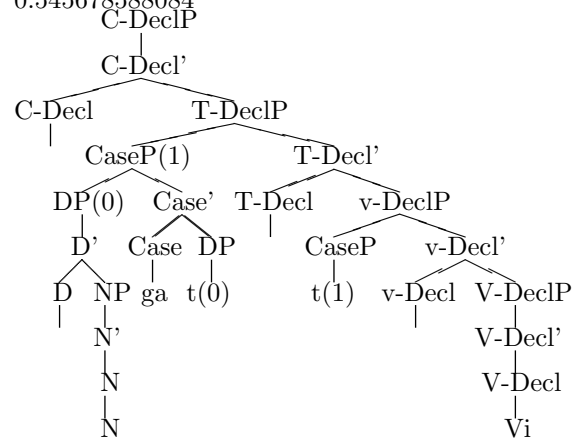 0.545678588084
C-DeclP
C-Decl'
C-Decl T-DeclP
CaseP(1) T-Decl'
DP(0) Case' T-Decl v-DeclP
D' Case DP CaseP v-Decl'
D NP ga t(0) t(1) v-Decl V-DeclP
N' V-Decl'
N V-Decl
N Vi